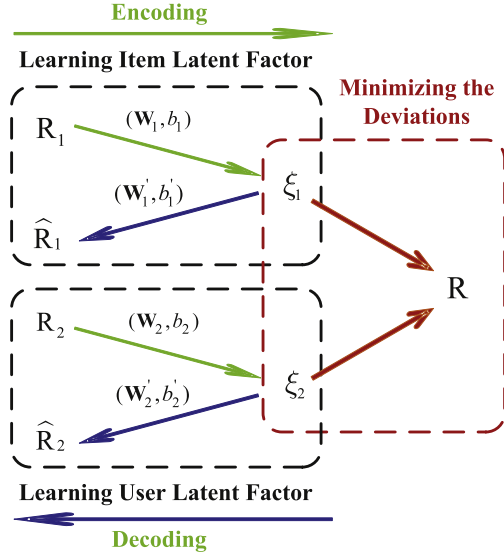 Encoding
Learning Item Latent Factor
Minimizing the
Deviations
R₁
(W₁, b₁)
ξ₁
(W₁', b₁')
R̂₁
R
R₂
(W₂, b₂)
ξ₂
(W₂', b₂')
R̂₂
Learning User Latent Factor
Decoding